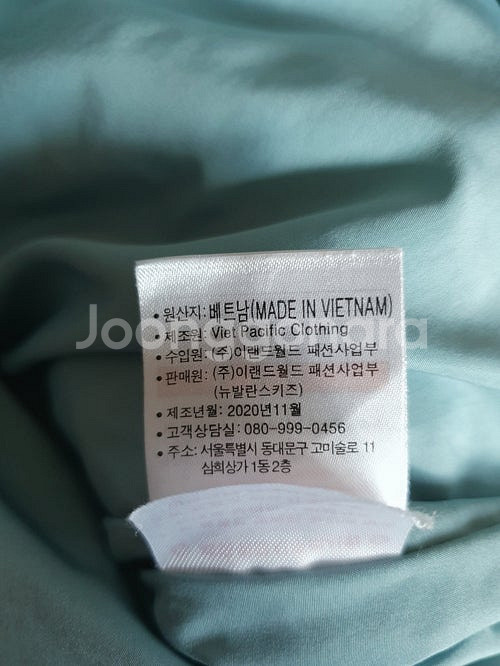 • 원산지: 베트남(MADE IN VIETNAM)
• 제조원: Viet Pacific Clothing
• 수입원: (주)이랜드월드 패션사업부
• 판매원: (주)이랜드월드 패션사업부
(뉴발란스키즈)
• 제조년월: 2020년11월
• 고객상담실: 080-999-0456
• 주소: 서울특별시 동대문구 고미술로 11
삼희상가 1동 2층
Joonggonara